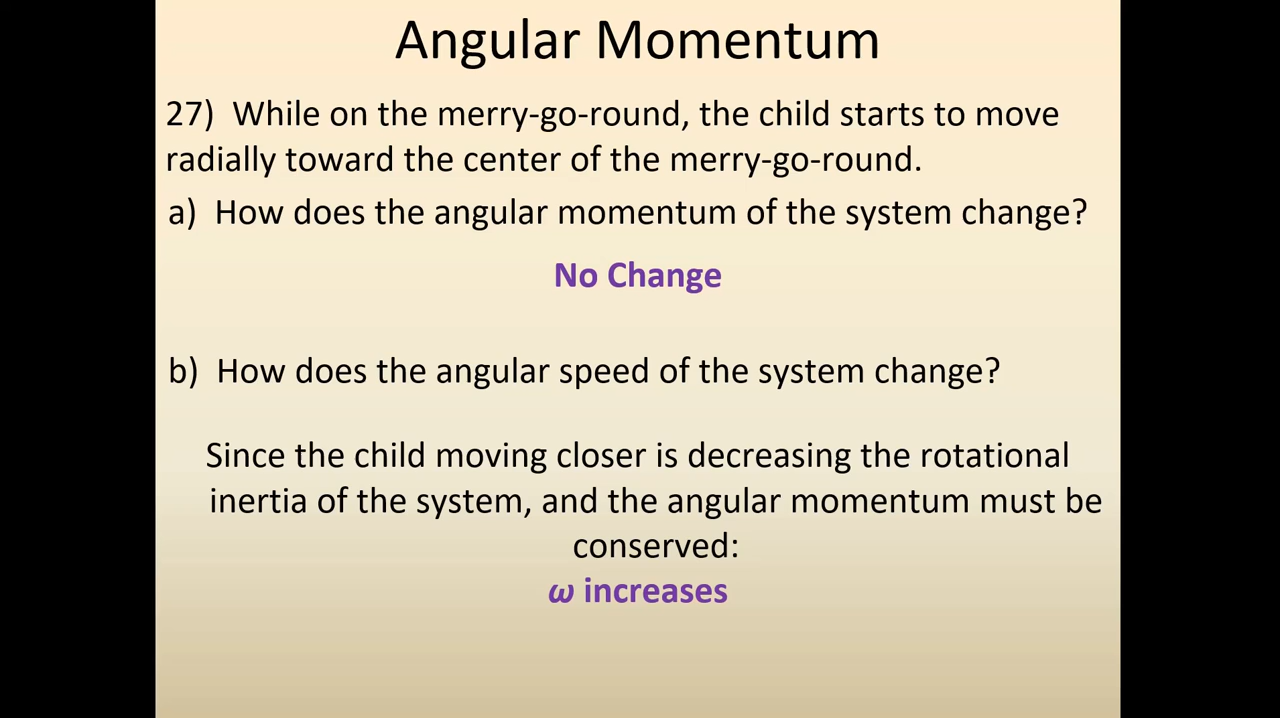 Angular Momentum
27)  While on the merry-go-round, the child starts to move
radially toward the center of the merry-go-round.
a)  How does the angular momentum of the system change?
No Change
b)  How does the angular speed of the system change?
Since the child moving closer is decreasing the rotational
inertia of the system, and the angular momentum must be
conserved:
ω increases